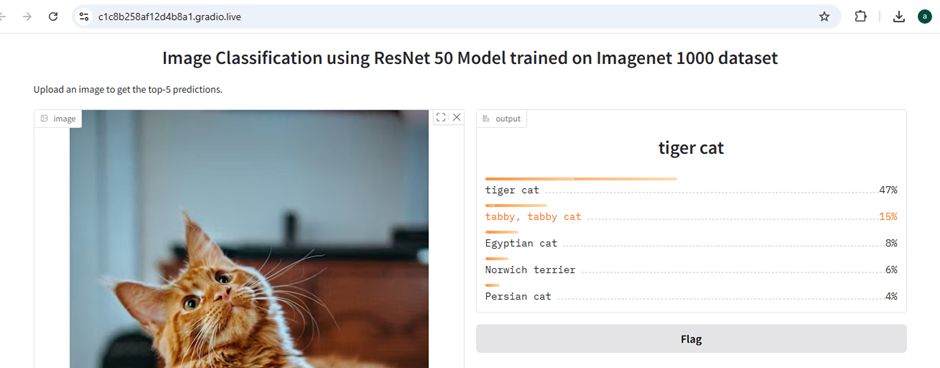 c1c8b258af12d4b8a1.gradio.live
a
Image Classification using ResNet 50 Model trained on Imagenet 1000 dataset
Upload an image to get the top-5 predictions.
image
output
tiger cat
tiger cat 47%
tabby, tabby cat 15%
Egyptian cat 8%
Norwich terrier 6%
Persian cat 4%
Flag